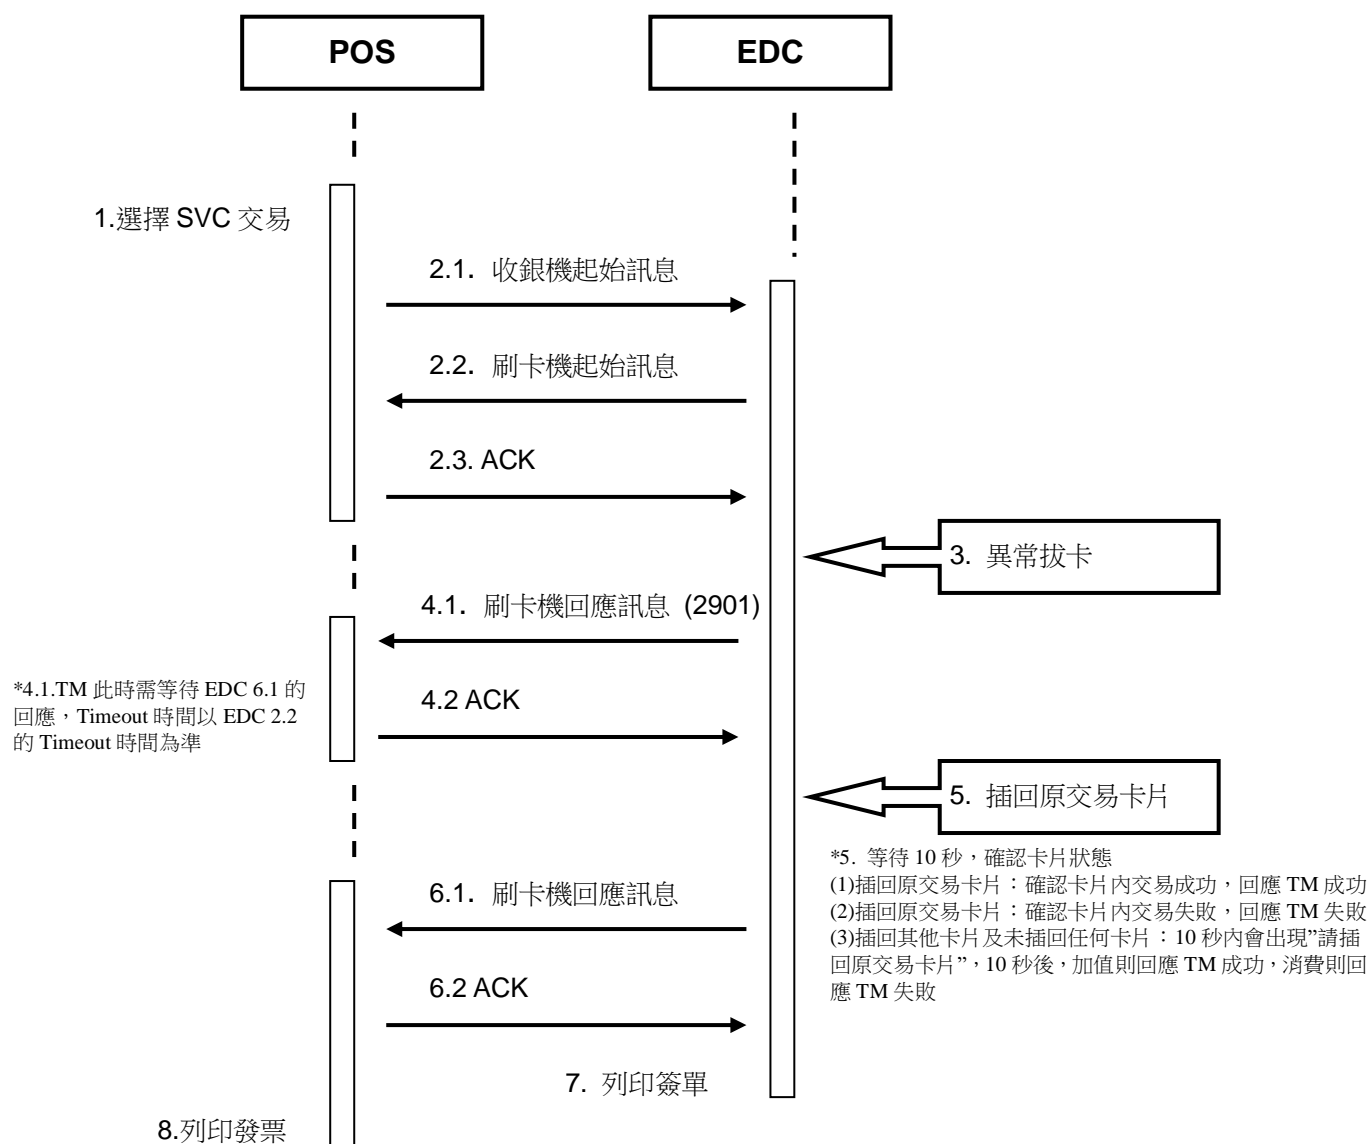 POS
EDC
1.選擇 SVC 交易
2.1. 收銀機起始訊息
2.2. 刷卡機起始訊息
2.3. ACK
3. 異常拔卡
4.1. 刷卡機回應訊息 (2901)
*4.1.TM 此時需等待 EDC 6.1 的
回應，Timeout 時間以 EDC 2.2
的 Timeout 時間為準
4.2 ACK
5. 插回原交易卡片
*5. 等待 10 秒，確認卡片狀態
(1)插回原交易卡片：確認卡片內交易成功，回應 TM 成功
(2)插回原交易卡片：確認卡片內交易失敗，回應 TM 失敗
(3)插回其他卡片及未插回任何卡片：10 秒內會出現”請插
回原交易卡片”，10 秒後，加值則回應 TM 成功，消費則回
應 TM 失敗
6.1. 刷卡機回應訊息
6.2 ACK
7. 列印簽單
8.列印發票